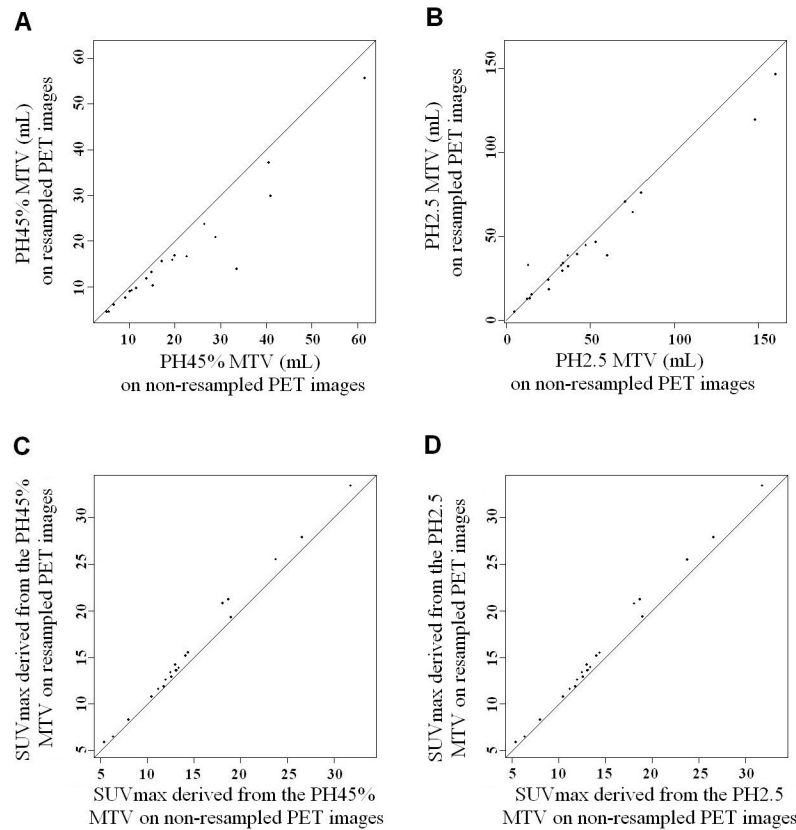 A
60
50
40
30
20
10
PH45% MTV (mL)
on resampled PET images
10 20 30 40 50 60
PH45% MTV (mL)
on non-resampled PET images
B
150
100
50
0
PH2.5 MTV (mL)
on resampled PET images
0 50 100 150
PH2.5 MTV (mL)
on non-resampled PET images
C
30
25
20
15
10
5
SUVmax derived from the PH45%
MTV on resampled PET images
5 10 15 20 25 30
SUVmax derived from the PH45%
MTV on non-resampled PET images
D
30
25
20
15
10
5
SUVmax derived from the PH2.5
MTV on resampled PET images
5 10 15 20 25 30
SUVmax derived from the PH2.5
MTV on non-resampled PET images